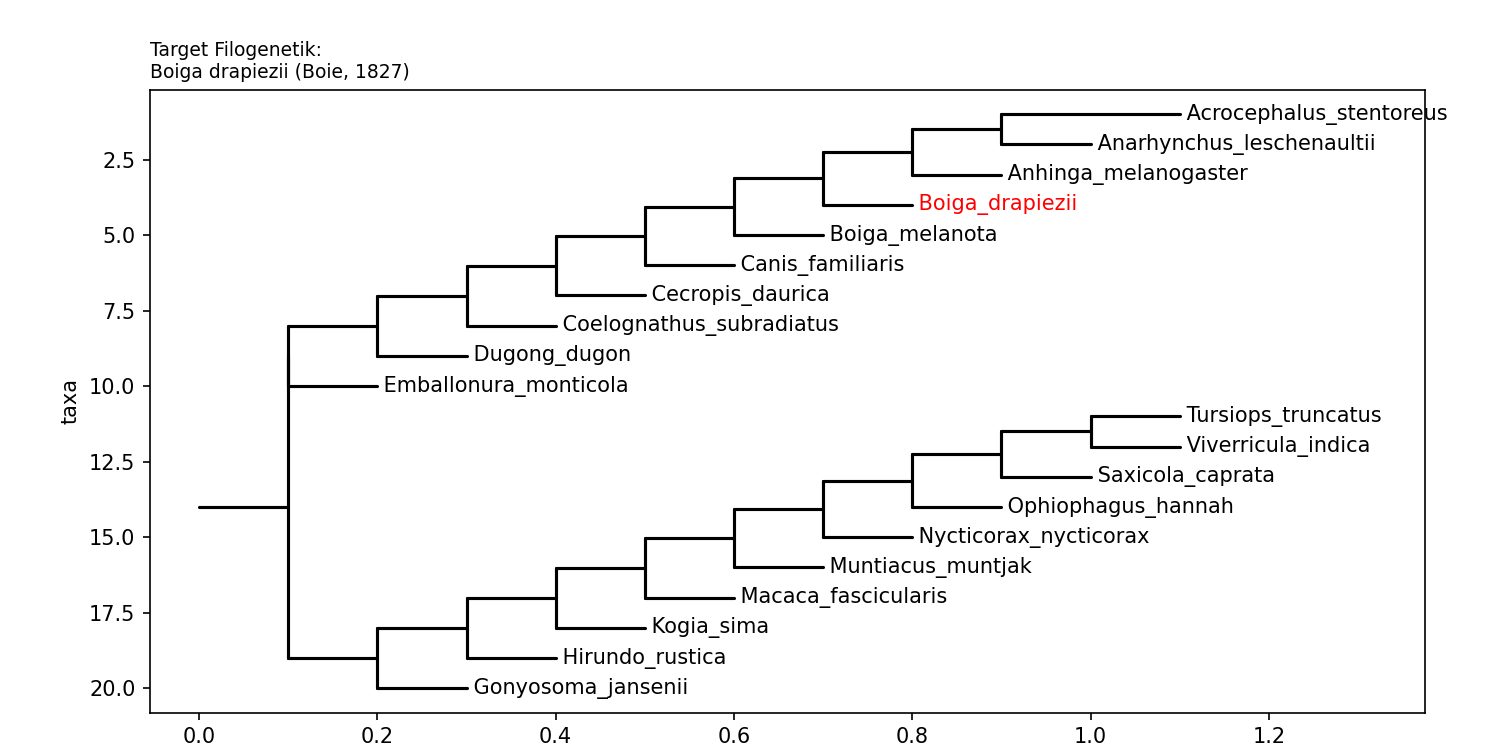 Target Filogenetik:
Boiga drapiezii (Boie, 1827)
Acrocephalus_stentoreus
Anarhynchus_leschenaultii
2.5
Anhinga_melanogaster
Boiga_drapiezii
5.0
Boiga_melanota
Canis_familiaris
Cecropis_daurica
7.5
Coelognathus_subradiatus
Dugong_dugon
10.0
Emballonura_monticola
taxa
Tursiops_truncatus
Viverricula_indica
12.5
Saxicola_caprata
Ophiophagus_hannah
15.0
Nycticorax_nycticorax
Muntiacus_muntjak
Macaca_fascicularis
17.5
Kogia_sima
Hirundo_rustica
20.0
Gonyosoma_jansenii
0.0 0.2 0.4 0.6 0.8 1.0 1.2